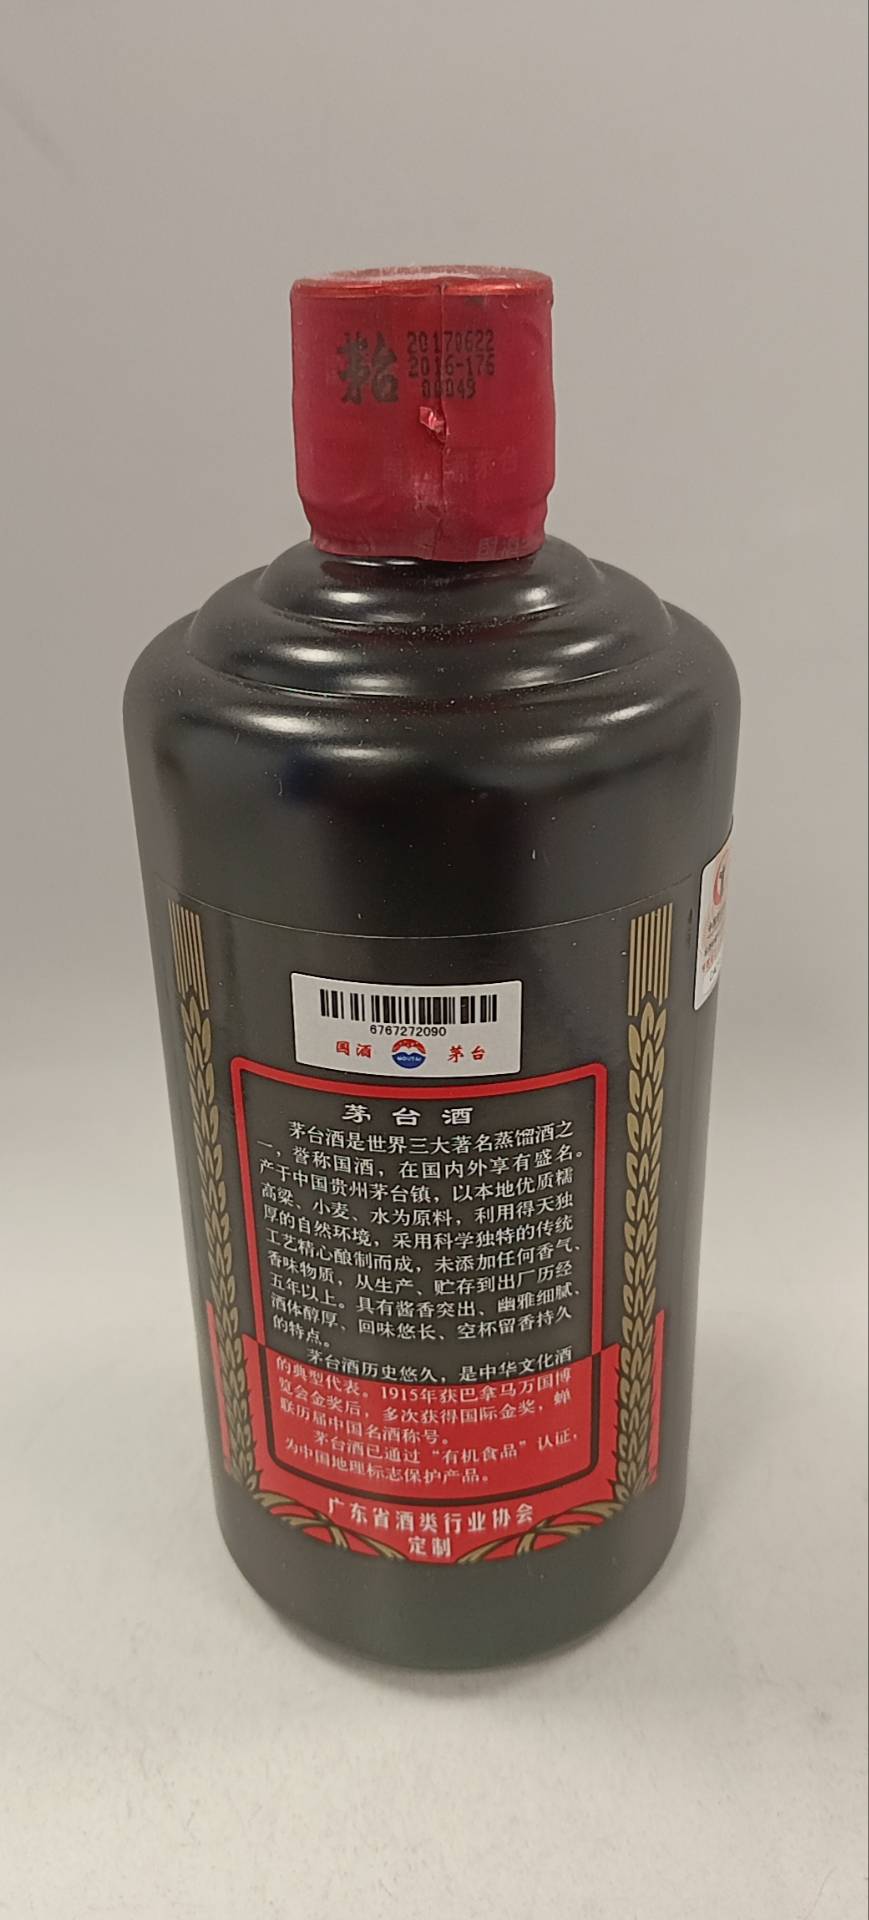 茅台
20170622
2016-176
00049
国酒茅台
6767272090
国酒
MOUTAI
茅台
茅台酒
茅台酒是世界三大著名蒸馏酒之
一，誉称国酒，在国内外享有盛名。
产于中国贵州茅台镇，以本地优质糯
高粱、小麦、水为原料，利用得天独
厚的自然环境，采用科学独特的传统
工艺精心酿制而成，未添加任何香气、
香味物质，从生产、贮存到出厂历经
五年以上。具有酱香突出、幽雅细腻、
酒体醇厚、回味悠长、空杯留香持久
的特点。
茅台酒历史悠久，是中华文化酒
的典型代表。1915年获巴拿马万国博
览会金奖后，多次获得国际金奖，蝉
联历届中国名酒称号。
茅台酒已通过“有机食品”认证，
为中国地理标志保护产品。
广东省酒类行业协会
定制